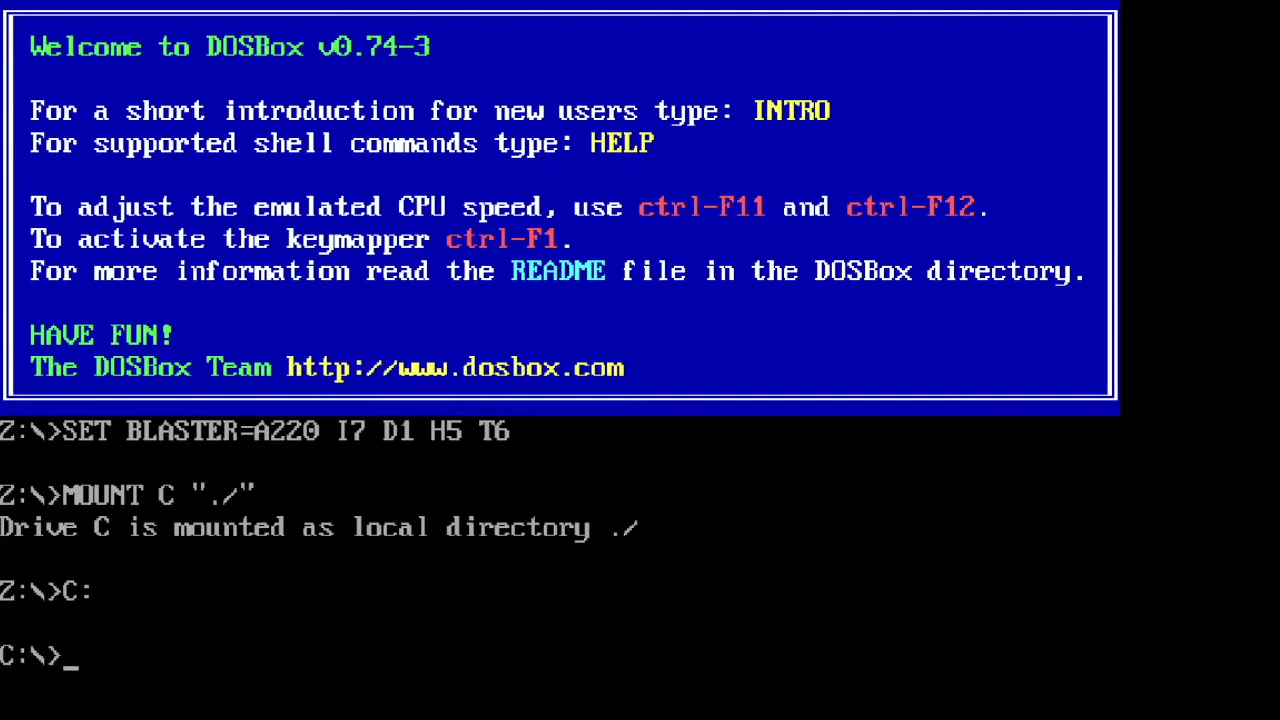 Welcome to DOSBox v0.74-3
For a short introduction for new users type: INTRO
For supported shell commands type: HELP
To adjust the emulated CPU speed, use ctrl-F11 and ctrl-F12.
To activate the keymapper ctrl-F1.
For more information read the README file in the DOSBox directory.
HAVE FUN!
The DOSBox Team http://www.dosbox.com
Z:\>SET BLASTER=A220 I7 D1 H5 T6
Z:\>MOUNT C "./"
Drive C is mounted as local directory ./
Z:\>C:
C:\>_